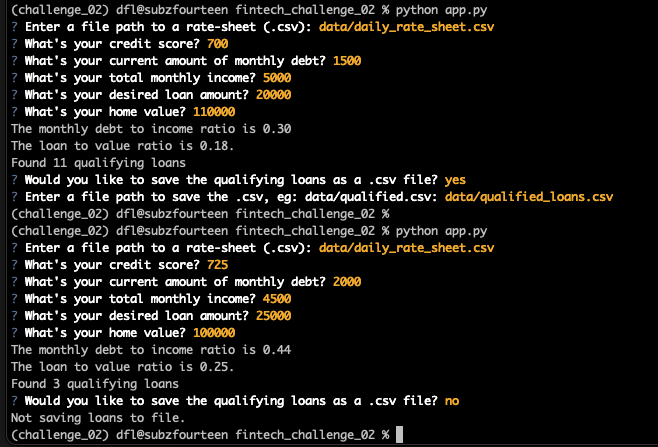 (challenge_02) dfl@subzfourteen fintech_challenge_02 % python app.py
? Enter a file path to a rate-sheet (.csv): data/daily_rate_sheet.csv
? What's your credit score? 700
? What's your current amount of monthly debt? 1500
? What's your total monthly income? 5000
? What's your desired loan amount? 20000
? What's your home value? 110000
The monthly debt to income ratio is 0.30
The loan to value ratio is 0.18.
Found 11 qualifying loans
? Would you like to save the qualifying loans as a .csv file? yes
? Enter a file path to save the .csv, eg: data/qualified.csv: data/qualified_loans.csv
(challenge_02) dfl@subzfourteen fintech_challenge_02 %
(challenge_02) dfl@subzfourteen fintech_challenge_02 % python app.py
? Enter a file path to a rate-sheet (.csv): data/daily_rate_sheet.csv
? What's your credit score? 725
? What's your current amount of monthly debt? 2000
? What's your total monthly income? 4500
? What's your desired loan amount? 25000
? What's your home value? 100000
The monthly debt to income ratio is 0.44
The loan to value ratio is 0.25.
Found 3 qualifying loans
? Would you like to save the qualifying loans as a .csv file? no
Not saving loans to file.
(challenge_02) dfl@subzfourteen fintech_challenge_02 %